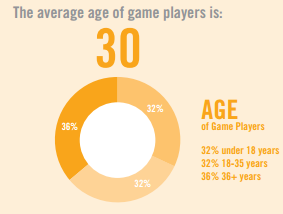 The average age of game players is:
30
32%
36%
32%
AGE
of Game Players
32% under 18 years
32% 18-35 years
36% 36+ years